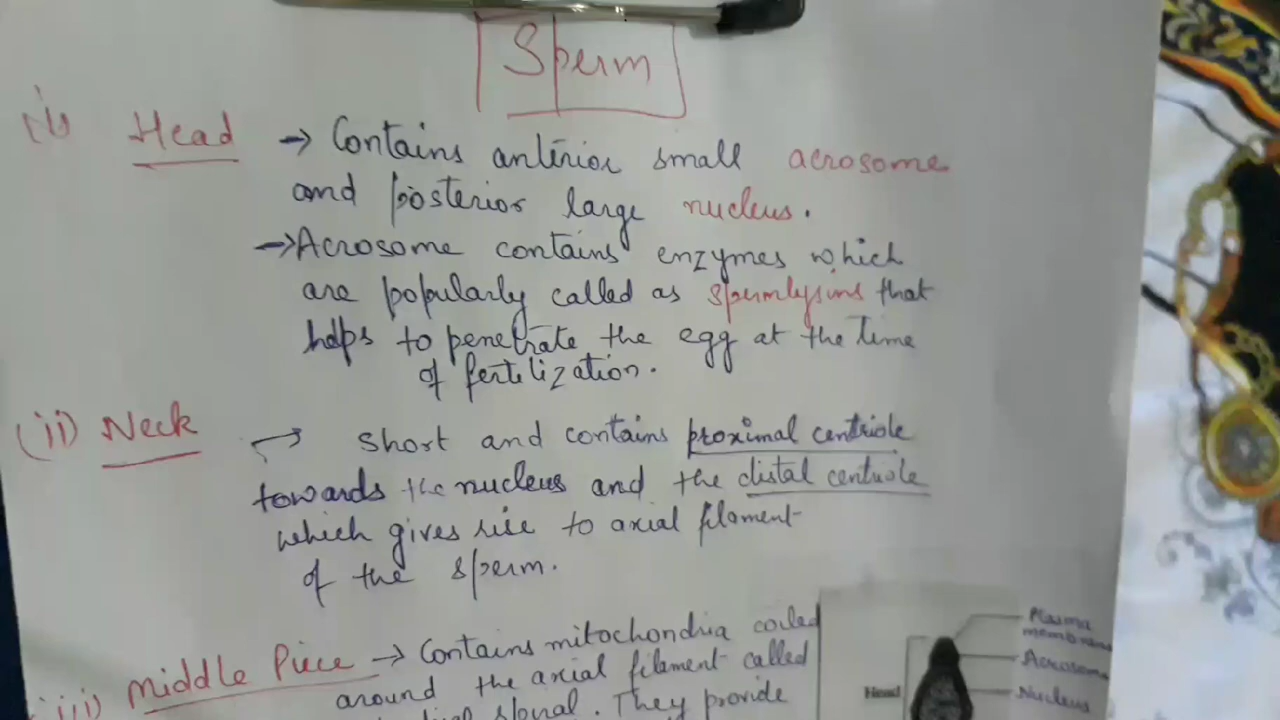 Sperm
(i) Head → Contains anterior small acrosome
and posterior large nucleus.
→ Acrosome contains enzymes which
are popularly called as spermlysins that
helps to penetrate the egg at the time
of fertilization.
(ii) Neck → Short and contains proximal centriole
towards the nucleus and the distal centriole
which gives rise to axial filament
of the sperm.
(iii) Middle Piece → Contains mitochondria coiled
around the axial filament called
spiral. They provide
Plasma
membrane
Acrosome
Head
Nucleus